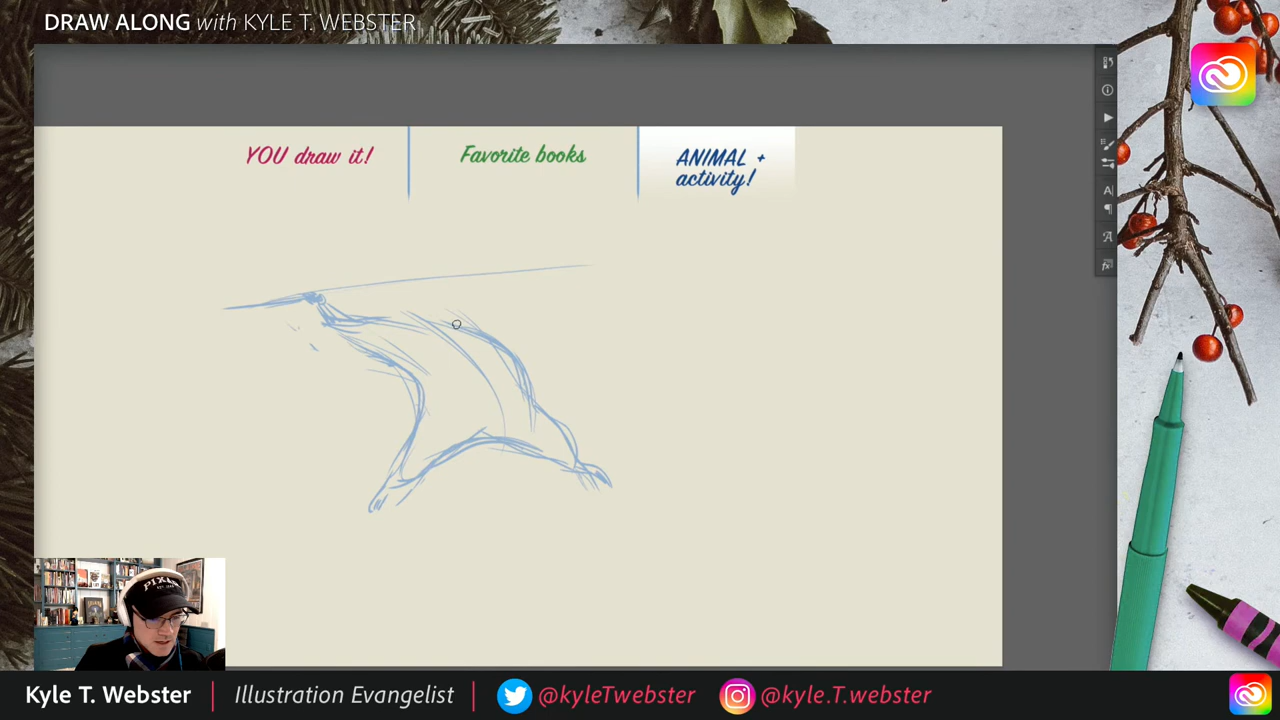 DRAW ALONG with KYLE T. WEBSTER
YOU draw it!
Favorite books
ANIMAL +
activity!
PIXAR
Kyle T. Webster | Illustration Evangelist | @kyleTwebster @kyle.T.webster